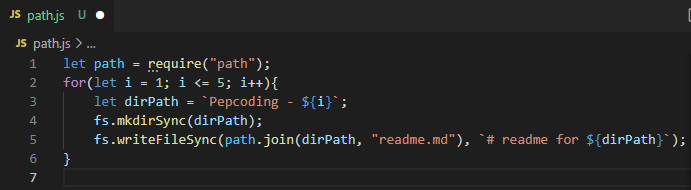 JS path.js U ●
JS path.js > ...
1 let path = require("path");
2 for(let i = 1; i <= 5; i++){
3     let dirPath = `Pepcoding - ${i}`;
4     fs.mkdirSync(dirPath);
5     fs.writeFileSync(path.join(dirPath, "readme.md"), `# readme for ${dirPath}`);
6 }
7